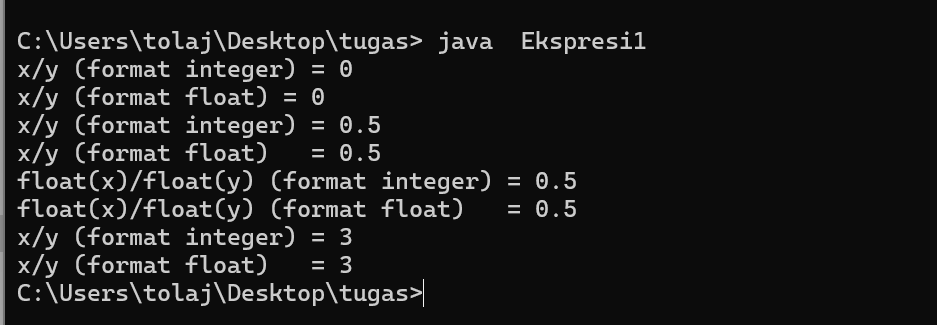 C:\Users\tolaj\Desktop\tugas> java  Ekspresi1
x/y (format integer) = 0
x/y (format float) = 0
x/y (format integer) = 0.5
x/y (format float)   = 0.5
float(x)/float(y) (format integer) = 0.5
float(x)/float(y) (format float)   = 0.5
x/y (format integer) = 3
x/y (format float)   = 3
C:\Users\tolaj\Desktop\tugas>